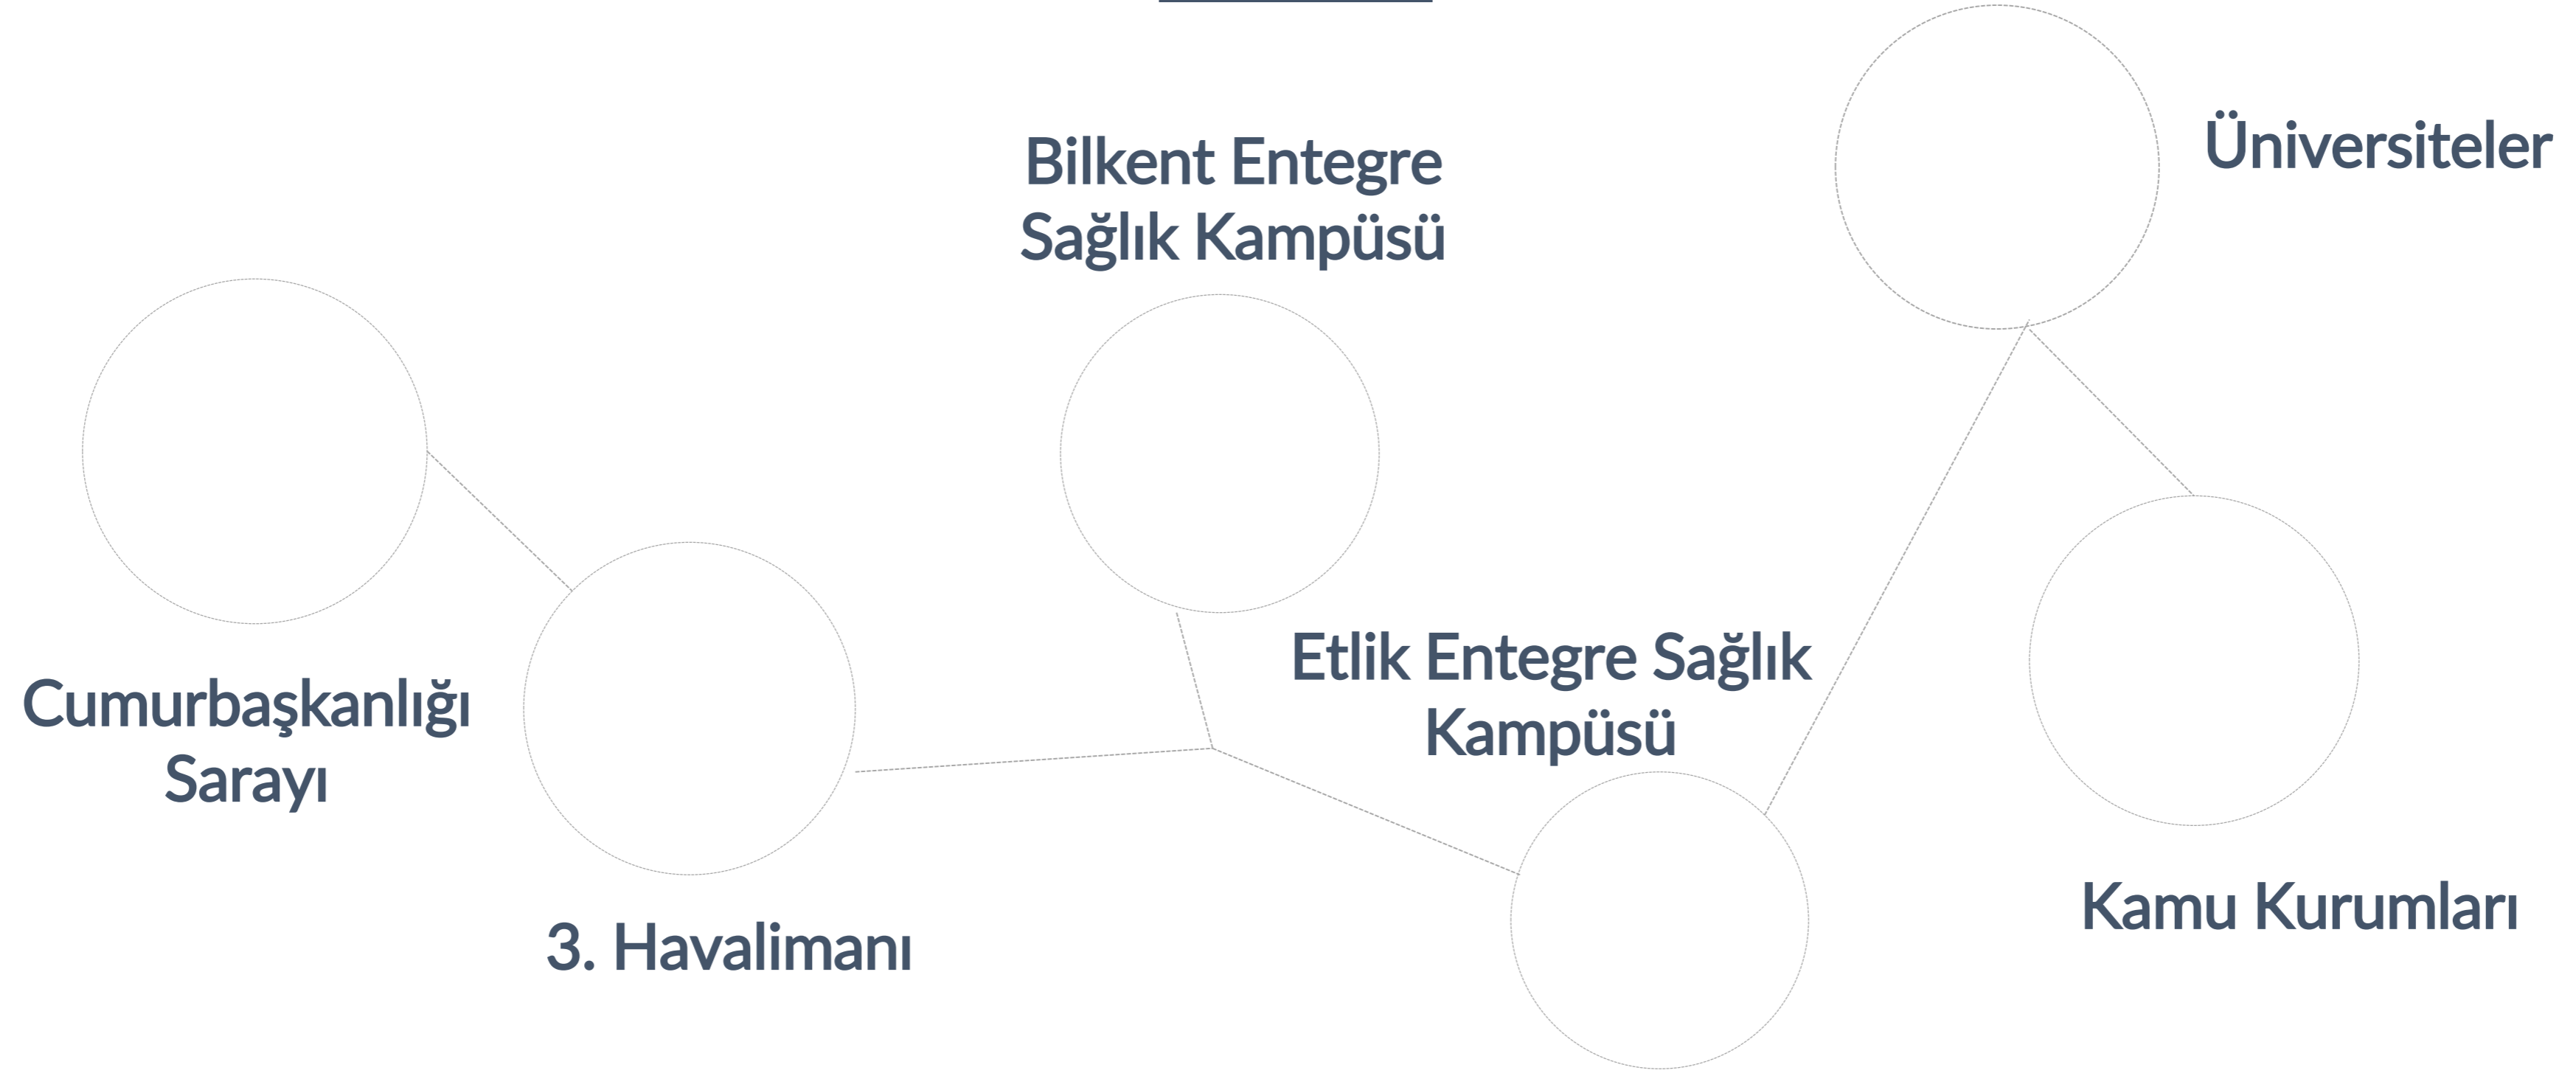 Üniversiteler
Bilkent Entegre
Sağlık Kampüsü
Etlik Entegre Sağlık
Kampüsü
Cumurbaşkanlığı
Sarayı
Kamu Kurumları
3. Havalimanı